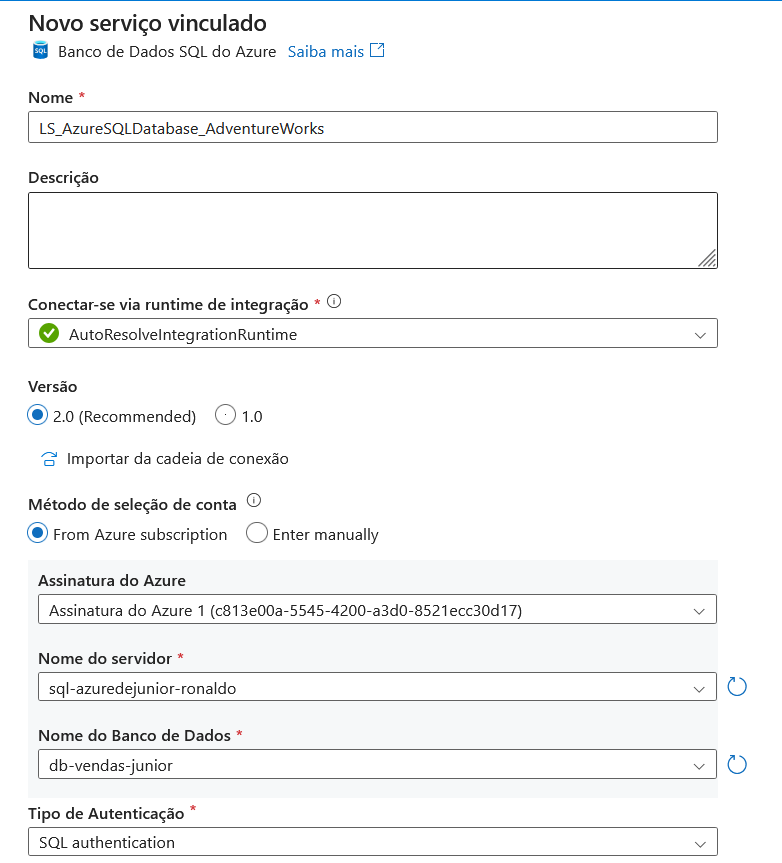 Novo serviço vinculado
SQL Banco de Dados SQL do Azure Saiba mais
Nome *
LS_AzureSQLDatabase_AdventureWorks
Descrição
Conectar-se via runtime de integração *
AutoResolveIntegrationRuntime
Versão
2.0 (Recommended) 1.0
Importar da cadeia de conexão
Método de seleção de conta
From Azure subscription Enter manually
Assinatura do Azure
Assinatura do Azure 1 (c813e00a-5545-4200-a3d0-8521ecc30d17)
Nome do servidor *
sql-azuredejunior-ronaldo
Nome do Banco de Dados *
db-vendas-junior
Tipo de Autenticação *
SQL authentication